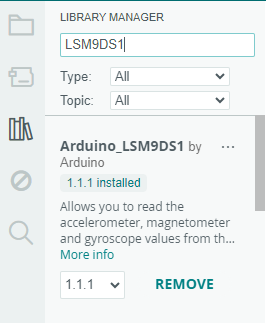 LIBRARY MANAGER
LSM9DS1
Type: All
Topic: All
Arduino_LSM9DS1 by ...
Arduino
1.1.1 installed
Allows you to read the
accelerometer, magnetometer
and gyroscope values from th...
More info
1.1.1 REMOVE